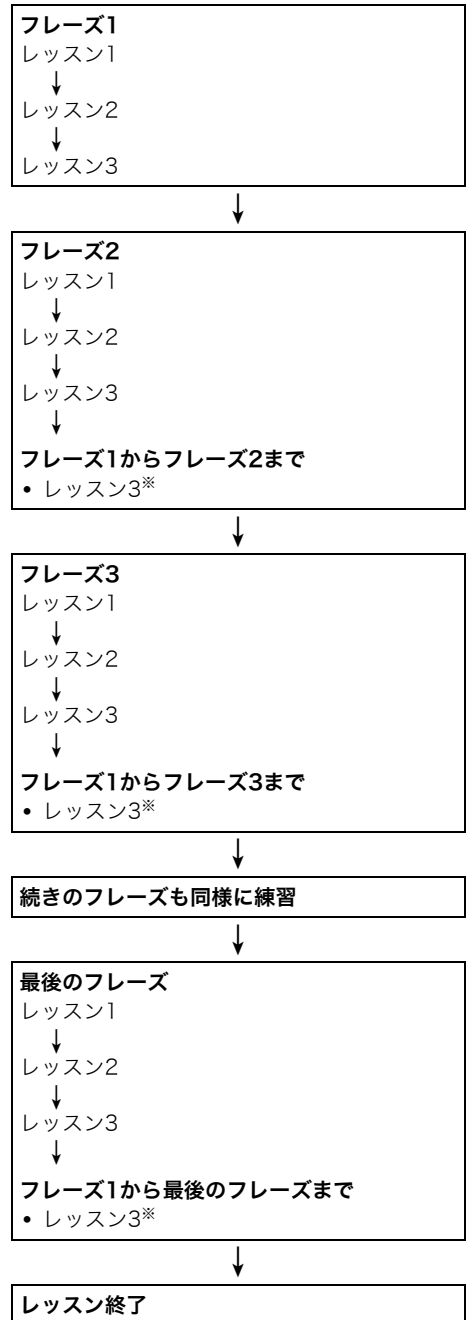 フレーズ1
レッスン1
↓
レッスン2
↓
レッスン3
↓
フレーズ2
レッスン1
↓
レッスン2
↓
レッスン3
↓
フレーズ1からフレーズ2まで
• レッスン3※
↓
フレーズ3
レッスン1
↓
レッスン2
↓
レッスン3
↓
フレーズ1からフレーズ3まで
• レッスン3※
↓
続きのフレーズも同様に練習
↓
最後のフレーズ
レッスン1
↓
レッスン2
↓
レッスン3
↓
フレーズ1から最後のフレーズまで
• レッスン3※
↓
レッスン終了